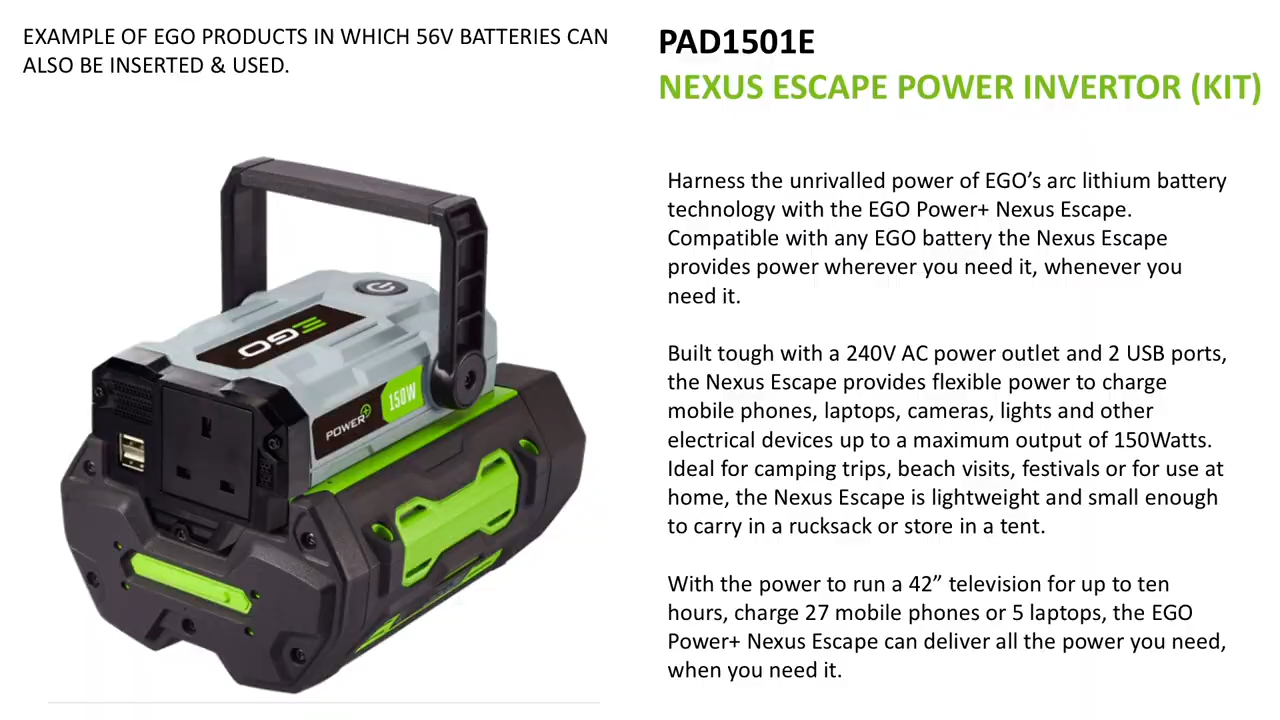 EXAMPLE OF EGO PRODUCTS IN WHICH 56V BATTERIES CAN
ALSO BE INSERTED & USED.
PAD1501E
NEXUS ESCAPE POWER INVERTOR (KIT)
Harness the unrivalled power of EGO’s arc lithium battery
technology with the EGO Power+ Nexus Escape.
Compatible with any EGO battery the Nexus Escape
provides power wherever you need it, whenever you
need it.
Built tough with a 240V AC power outlet and 2 USB ports,
the Nexus Escape provides flexible power to charge
mobile phones, laptops, cameras, lights and other
electrical devices up to a maximum output of 150Watts.
Ideal for camping trips, beach visits, festivals or for use at
home, the Nexus Escape is lightweight and small enough
to carry in a rucksack or store in a tent.
With the power to run a 42” television for up to ten
hours, charge 27 mobile phones or 5 laptops, the EGO
Power+ Nexus Escape can deliver all the power you need,
when you need it.
EGO
POWER+
150W